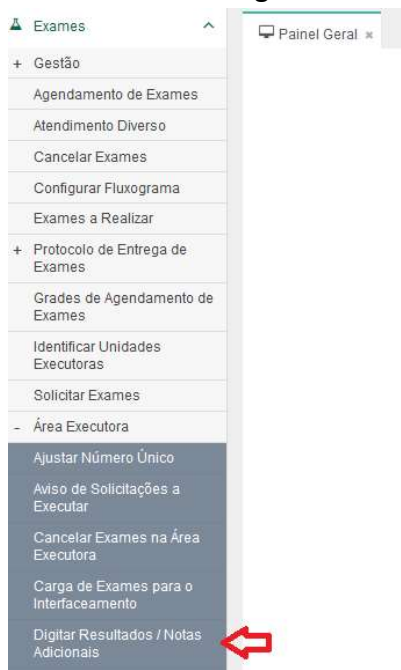 Exames
Painel Geral ×
+ Gestão
Agendamento de Exames
Atendimento Diverso
Cancelar Exames
Configurar Fluxograma
Exames a Realizar
+ Protocolo de Entrega de
Exames
Grades de Agendamento de
Exames
Identificar Unidades
Executoras
Solicitar Exames
- Área Executora
Ajustar Número Único
Aviso de Solicitações a
Executar
Cancelar Exames na Área
Executora
Carga de Exames para o
Interfaceamento
Digitar Resultados / Notas
Adicionais